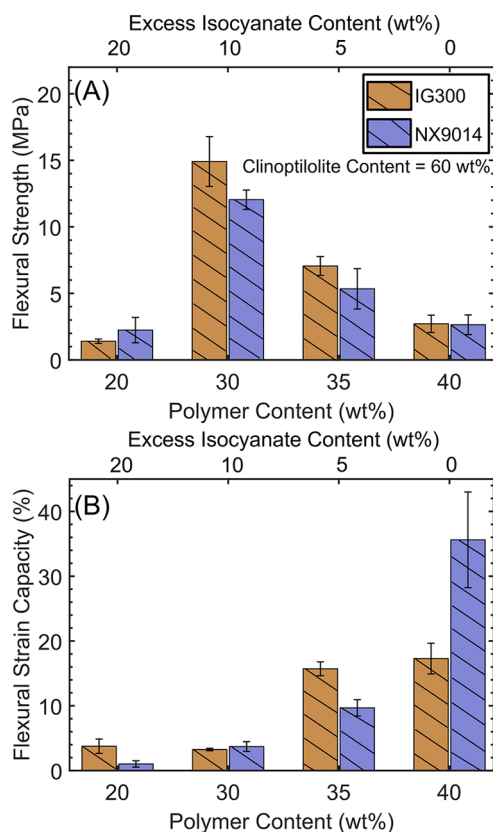 Excess Isocyanate Content (wt%)
20 10 5 0
(A)
IG300
NX9014
Clinoptilolite Content = 60 wt%
Flexural Strength (MPa)
20
15
10
5
0
20 30 35 40
Polymer Content (wt%)
Excess Isocyanate Content (wt%)
20 10 5 0
(B)
Flexural Strain Capacity (%)
40
30
20
10
0
20 30 35 40
Polymer Content (wt%)